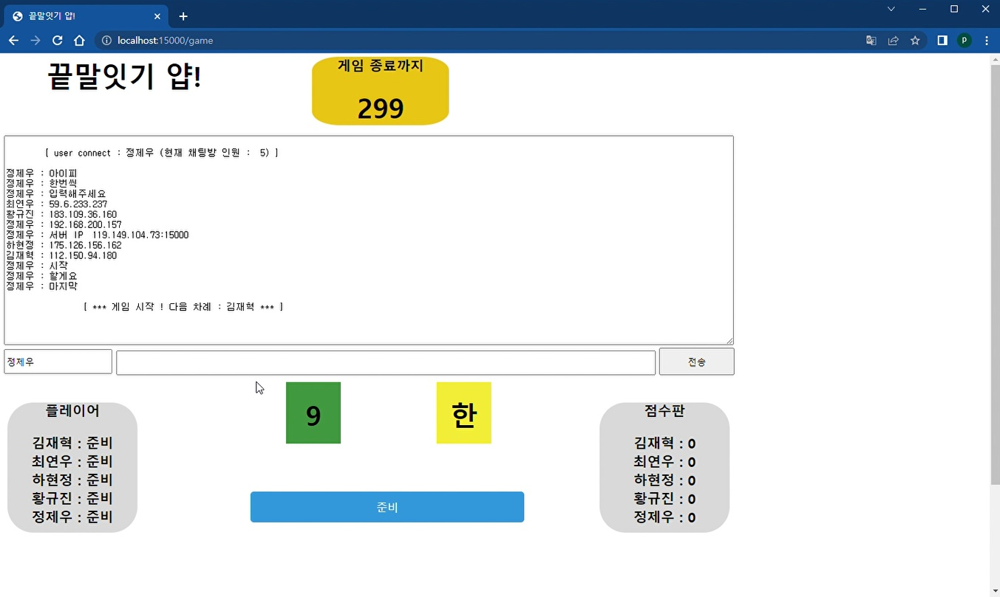 끝말잇기 얍!
localhost:15000/game
P
끝말잇기 얍!
게임 종료까지
299
[ user connect : 정제우 (현재 채팅방 인원 : 5) ]
정제우 : 아이피
정제우 : 한번씩
정제우 : 입력해주세요
최연우 : 59.6.233.237
황규진 : 183.109.36.160
정제우 : 192.168.200.157
정제우 : 서버 IP 119.149.104.73:15000
하현정 : 175.126.156.162
김재혁 : 112.150.94.180
정제우 : 시작
정제우 : 할게요
정제우 : 마지막
[ *** 게임 시작 ! 다음 차례 : 김재혁 *** ]
정제우
전송
9
한
플레이어
김재혁 : 준비
최연우 : 준비
하현정 : 준비
황규진 : 준비
정제우 : 준비
준비
점수판
김재혁 : 0
최연우 : 0
하현정 : 0
황규진 : 0
정제우 : 0